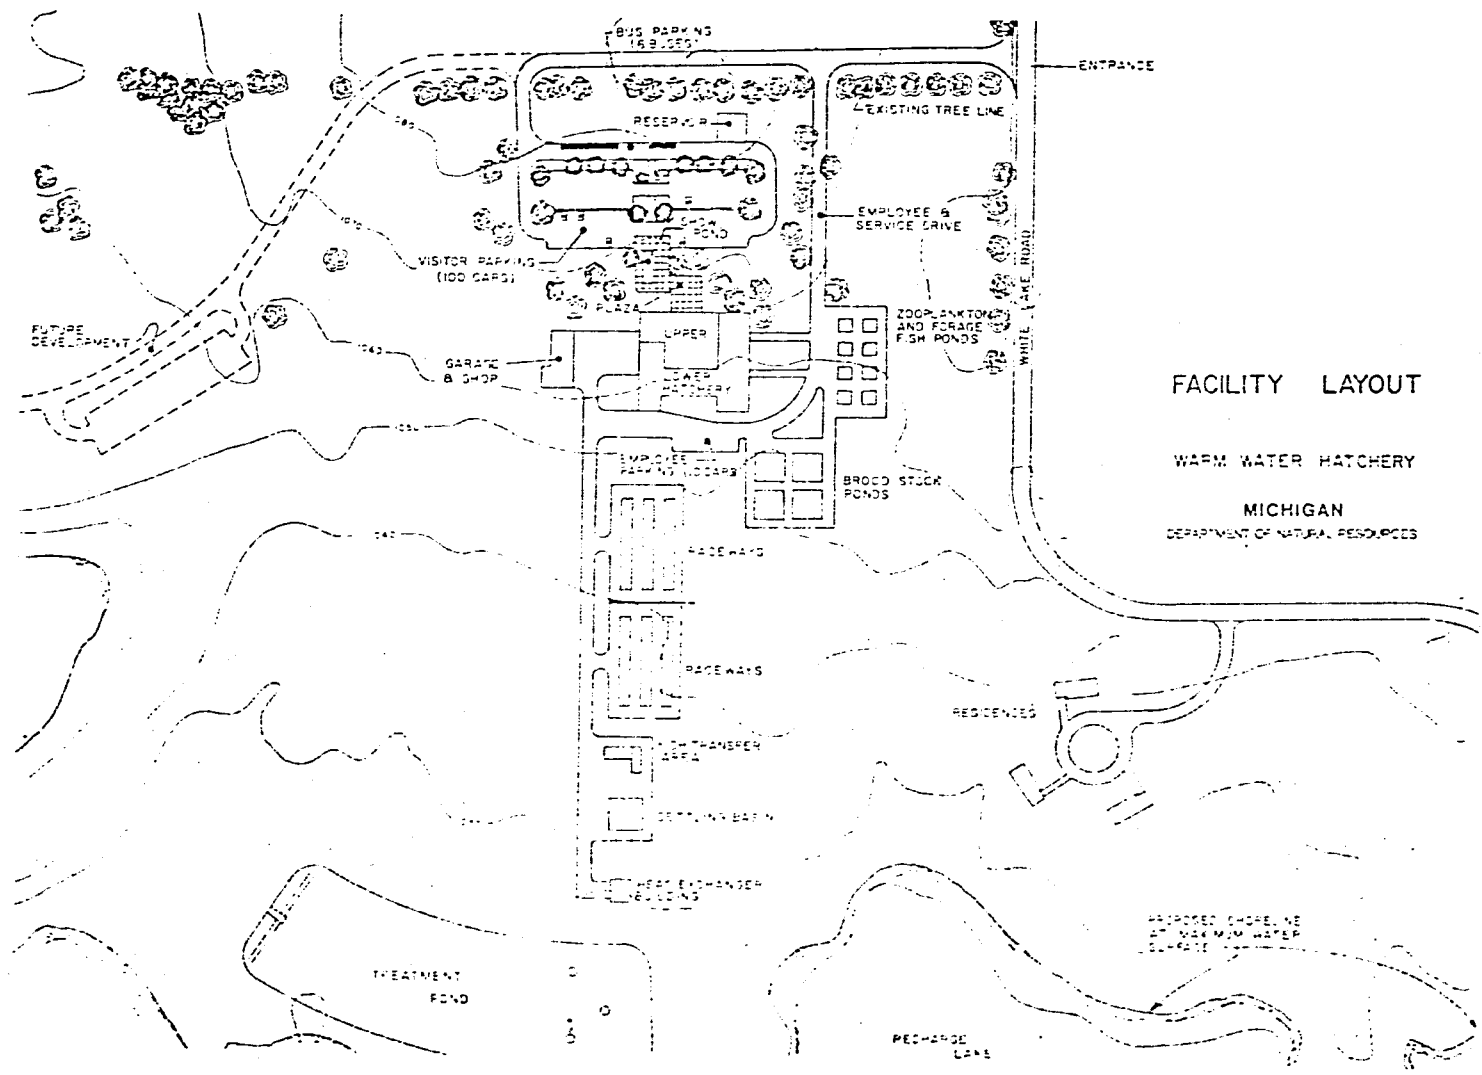 BUS PARKING
(6 BUSES)
ENTRANCE
EXISTING TREE LINE
RESERVOIR
EMPLOYEE &
SERVICE DRIVE
SHOW
POND
VISITOR PARKING
(100 CARS)
PLAZA
WHITE LAKE ROAD
ZOOPLANKTON
AND FORAGE
FISH PONDS
FUTURE
DEVELOPMENT
UPPER
GARAGE
& SHOP
LOWER
HATCHERY
FACILITY LAYOUT
WARM WATER HATCHERY
MICHIGAN
DEPARTMENT OF NATURAL RESOURCES
EMPLOYEE
PARKING
BROOD STOCK
PONDS
RACEWAYS
RACEWAYS
RESIDENCES
FISH TRANSFER
AREA
SETTLING BASIN
HEAT EXCHANGER
BUILDING
PROPOSED SHORELINE
AT MAXIMUM WATER
SURFACE
TREATMENT
POND
RECHARGE
LAKE